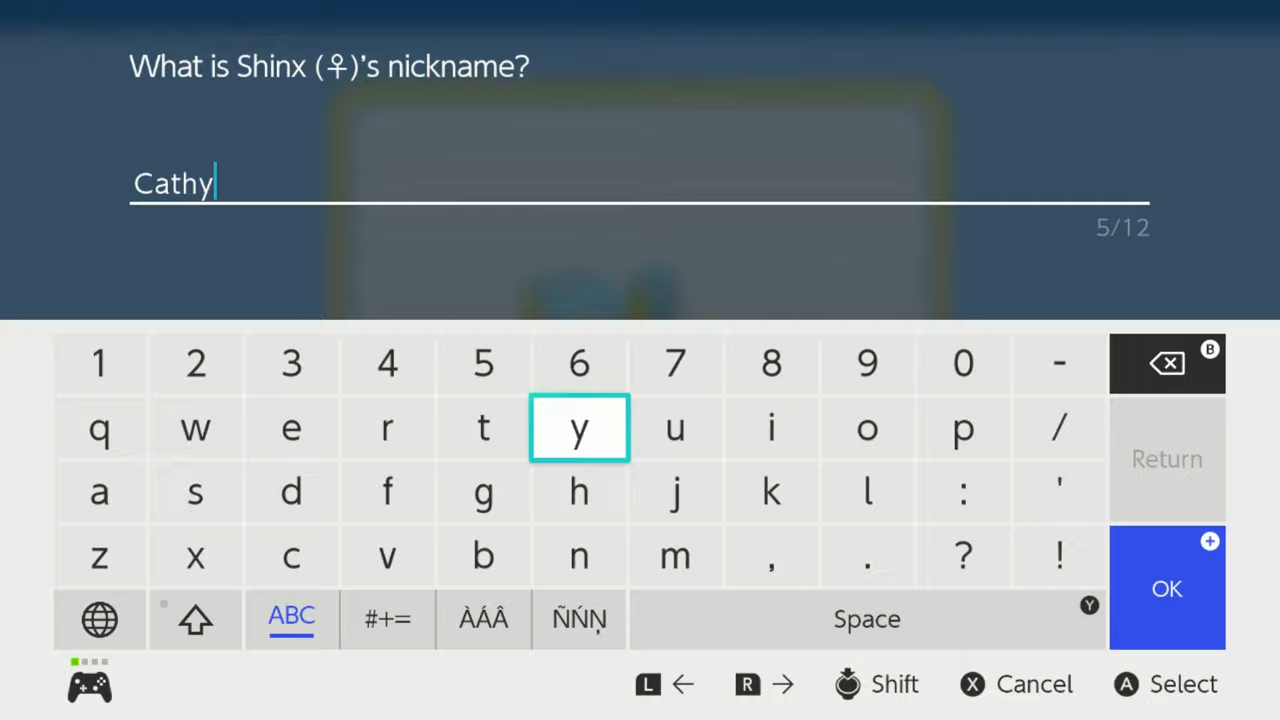 What is Shinx (♀)'s nickname?
Cathy
5/12
1 2 3 4 5 6 7 8 9 0 - B
q w e r t y u i o p /
Return
a s d f g h j k l : '
z x c v b n m , . ? ! +
OK
ABC #+= ÀÁÂ ÑŃŅ Space Y
L ← R → Shift X Cancel A Select